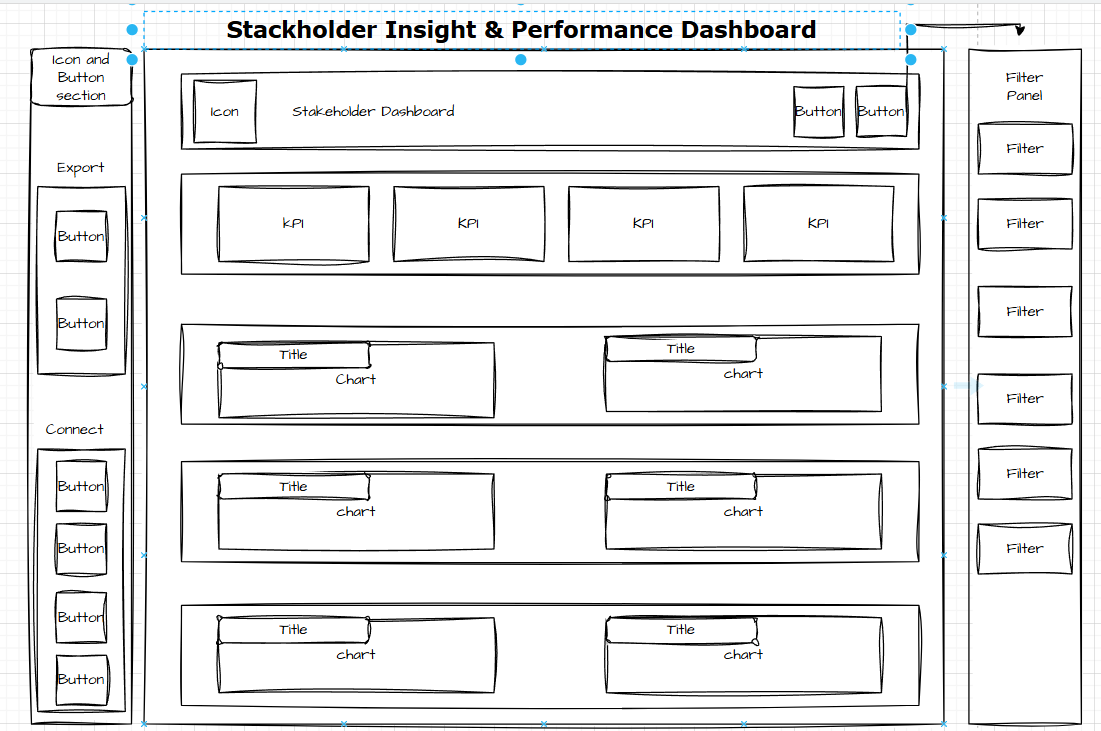 Stackholder Insight & Performance Dashboard
Icon and
Button
section
Export
Button
Button
Connect
Button
Button
Button
Button
Icon
Stakeholder Dashboard
Button
Button
KPI
KPI
KPI
KPI
Title
Chart
Title
chart
Title
chart
Title
chart
Title
chart
Title
chart
Filter
Panel
Filter
Filter
Filter
Filter
Filter
Filter